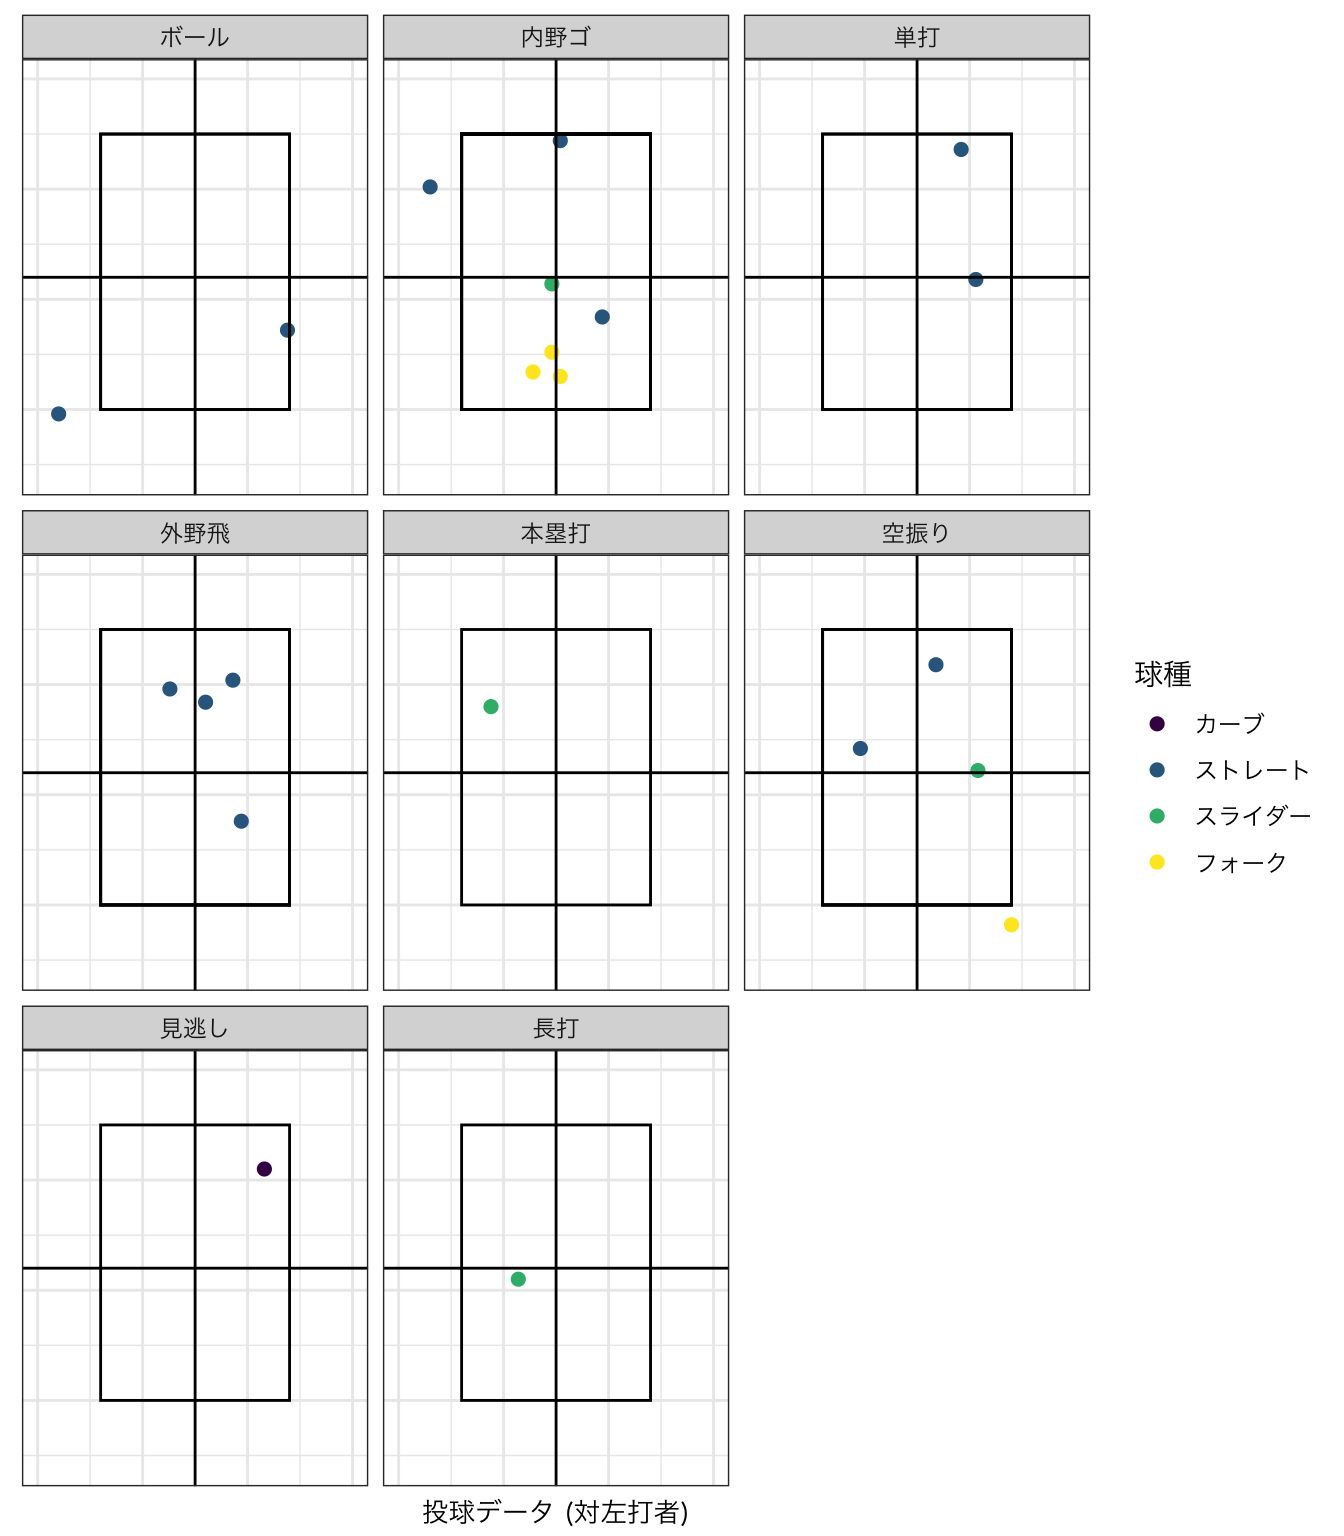 ボール
内野ゴ
単打
外野飛
本塁打
空振り
見逃し
長打
球種
カーブ
ストレート
スライダー
フォーク
投球データ (対左打者)